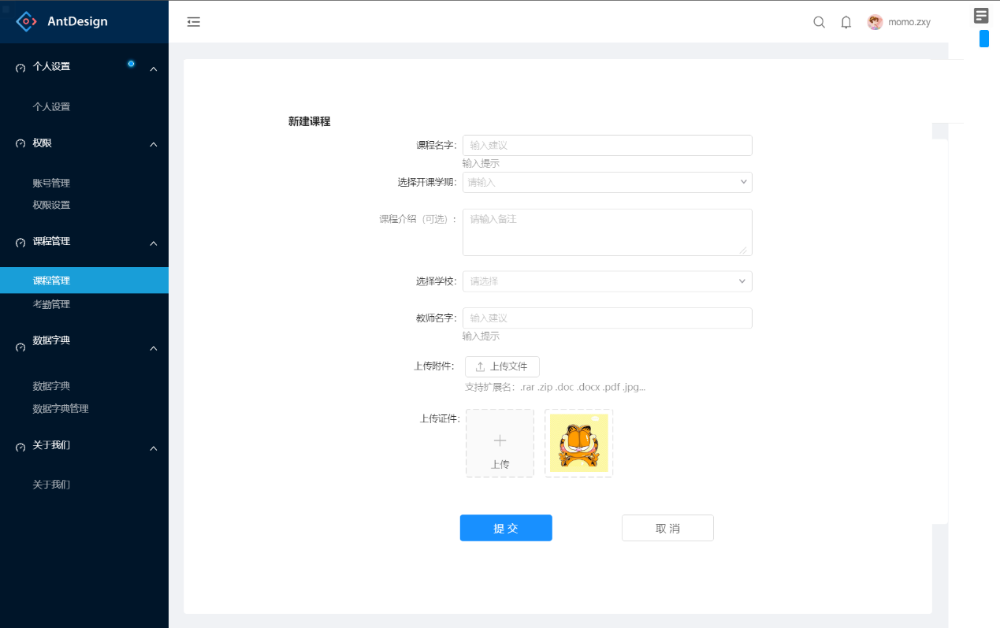 AntDesign
momo.zxy
个人设置
个人设置
权限
账号管理
权限设置
课程管理
课程管理
考勤管理
数据字典
数据字典
数据字典管理
关于我们
关于我们
新建课程
课程名字: 输入建议
输入提示
选择开课学期: 请输入
课程介绍（可选）: 请输入备注
选择学校: 请选择
教师名字: 输入建议
输入提示
上传附件: 上传文件
支持扩展名：.rar .zip .doc .docx .pdf .jpg...
上传证件:
上传
提 交 取 消